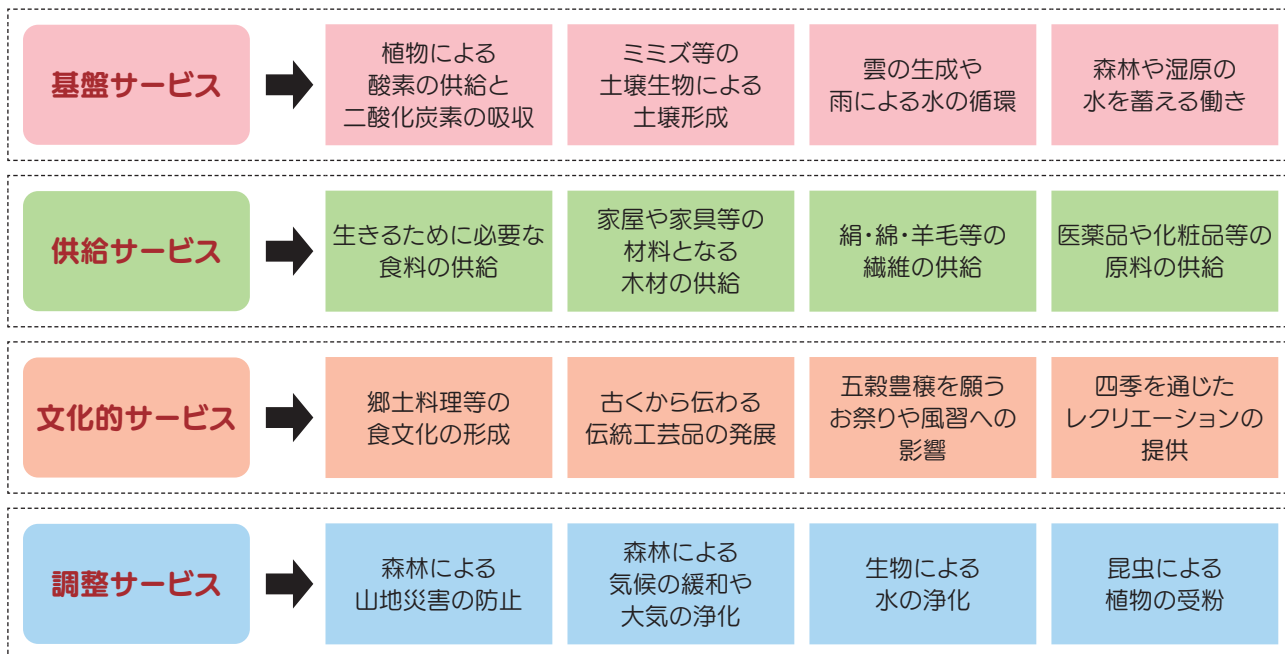 基盤サービス
植物による
酸素の供給と
二酸化炭素の吸収
ミミズ等の
土壌生物による
土壌形成
雲の生成や
雨による水の循環
森林や湿原の
水を蓄える働き
供給サービス
生きるために必要な
食料の供給
家屋や家具等の
材料となる
木材の供給
絹・綿・羊毛等の
繊維の供給
医薬品や化粧品等の
原料の供給
文化的サービス
郷土料理等の
食文化の形成
古くから伝わる
伝統工芸品の発展
五穀豊穣を願う
お祭りや風習への
影響
四季を通じた
レクリエーションの
提供
調整サービス
森林による
山地災害の防止
森林による
気候の緩和や
大気の浄化
生物による
水の浄化
昆虫による
植物の受粉